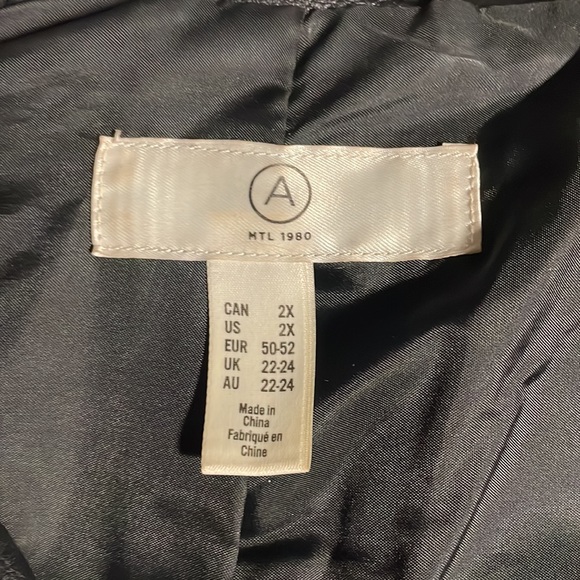 A
MTL 1980
CAN 2X
US 2X
EUR 50-52
UK 22-24
AU 22-24
Made in
China
Fabriqué en
Chine